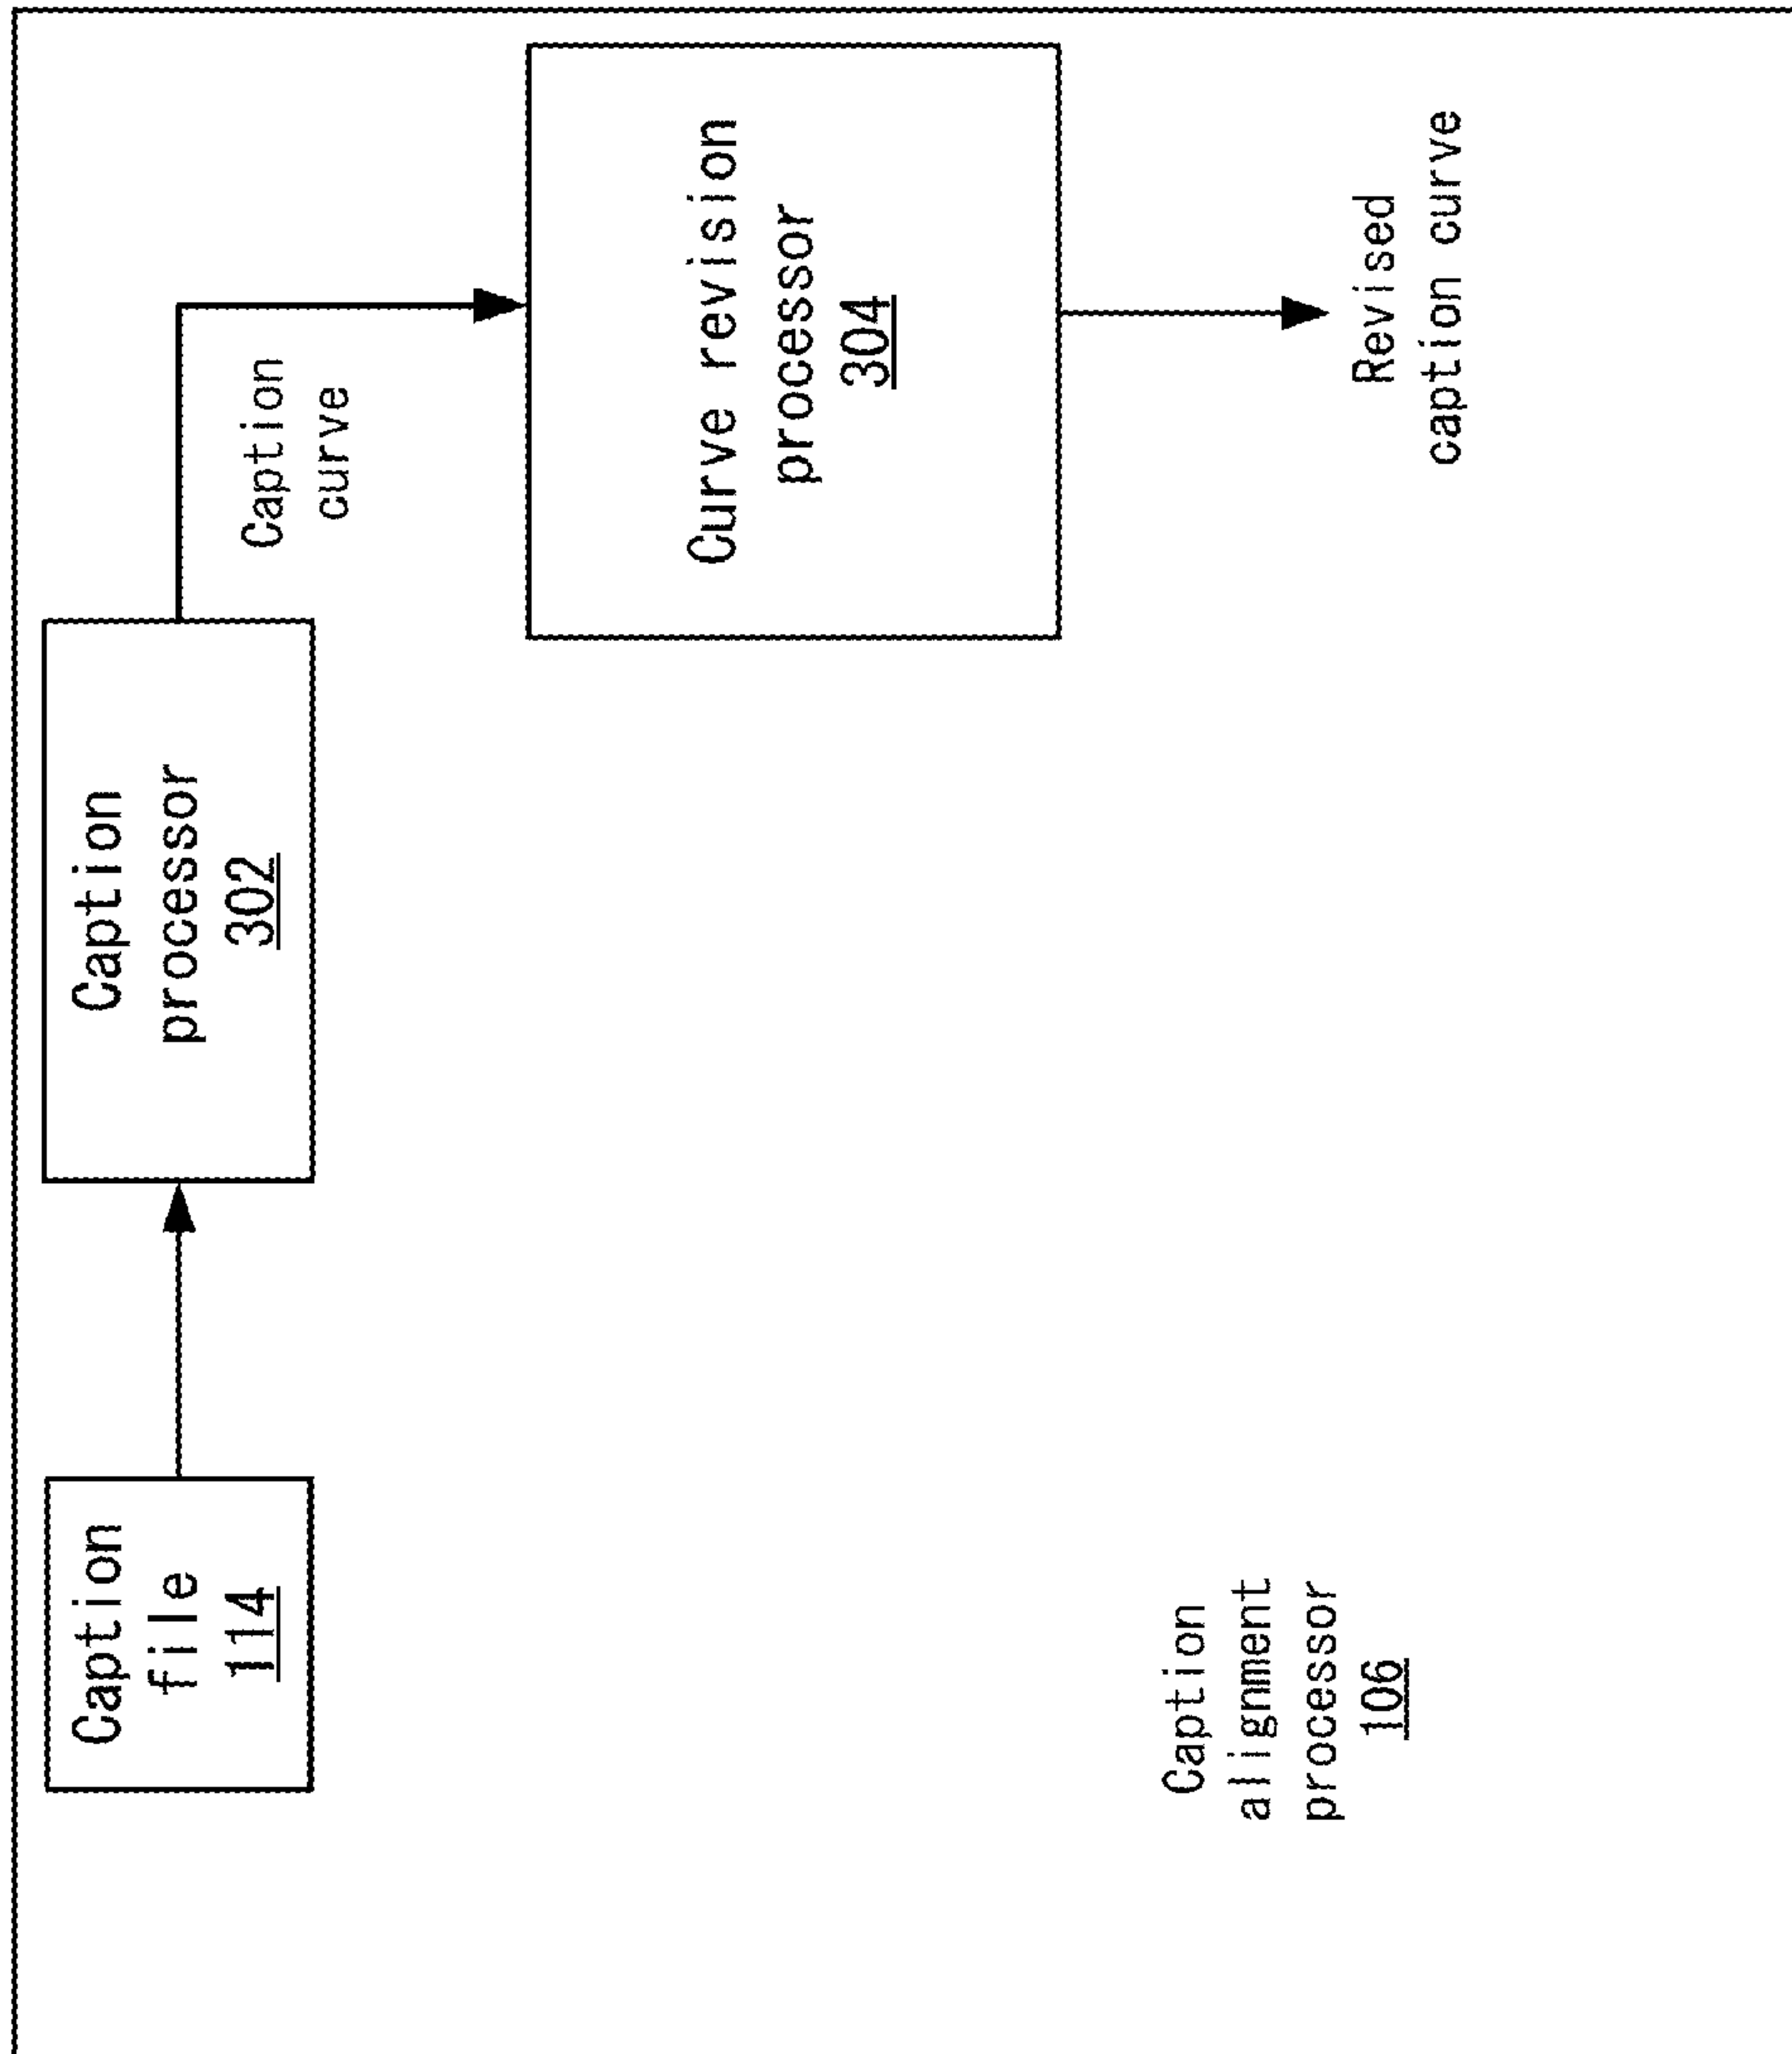 Caption
file
114
Caption
processor
302
Caption
curve
Curve revision
processor
304
Revised
caption curve
Caption
alignment
processor
106